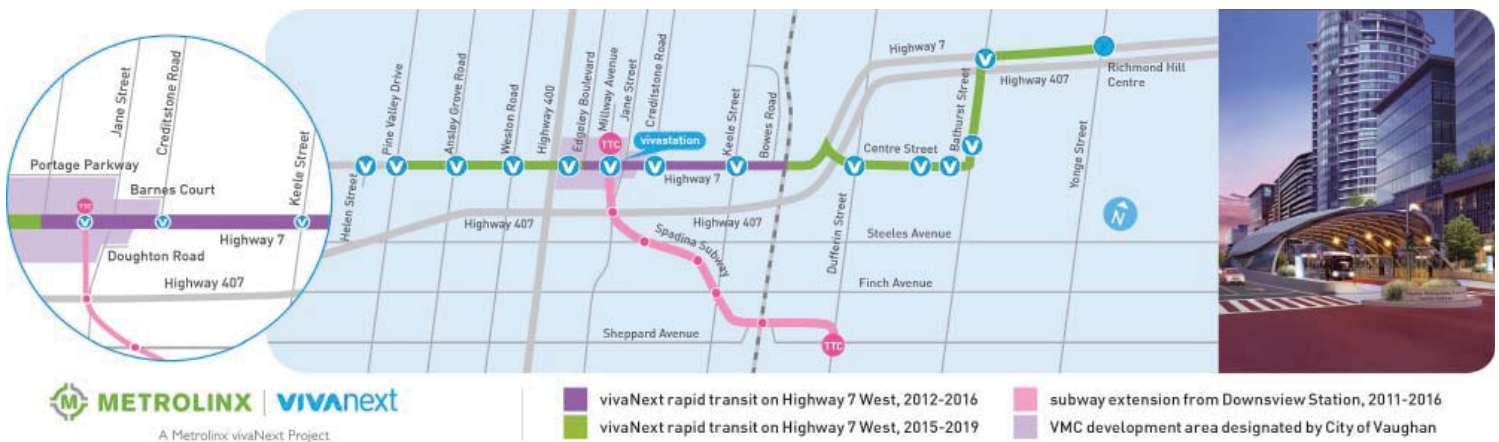 Jane Street
Creditstone Road
Keele Street
Portage Parkway
Barnes Court
TTC
V
V
V
Highway 7
Doughton Road
Highway 407
Helen Street
Pine Valley Drive
Ansley Grove Road
Weston Road
Highway 400
Edgeley Boulevard
Millway Avenue
Jane Street
Creditstone Road
Keele Street
Bowes Road
TTC
vivastation
V
V
V
V
V
V
V
V
Highway 7
Highway 407
Highway 407
Spadina Subway
Sheppard Avenue
TTC
Dufferin Street
Centre Street
Bathurst Street
V
V
V
V
V
Highway 7
Highway 407
Richmond Hill
Centre
Yonge Street
N
Steeles Avenue
Finch Avenue
M METROLINX | VIVAnext
A Metrolinx vivaNext Project
vivaNext rapid transit on Highway 7 West, 2012-2016
vivaNext rapid transit on Highway 7 West, 2015-2019
subway extension from Downsview Station, 2011-2016
VMC development area designated by City of Vaughan